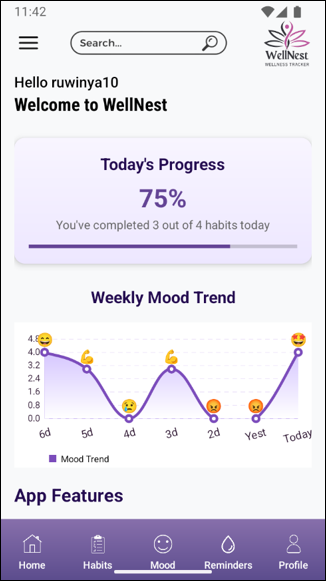 11:42
Search...
WellNest
WELLNESS TRACKER
Hello ruwinya10
Welcome to WellNest
Today's Progress
75%
You've completed 3 out of 4 habits today
Weekly Mood Trend
4.8
4.0
3.2
2.4
1.6
0.8
0.0
6d 5d 4d 3d 2d Yest Today
Mood Trend
App Features
Home Habits Mood Reminders Profile